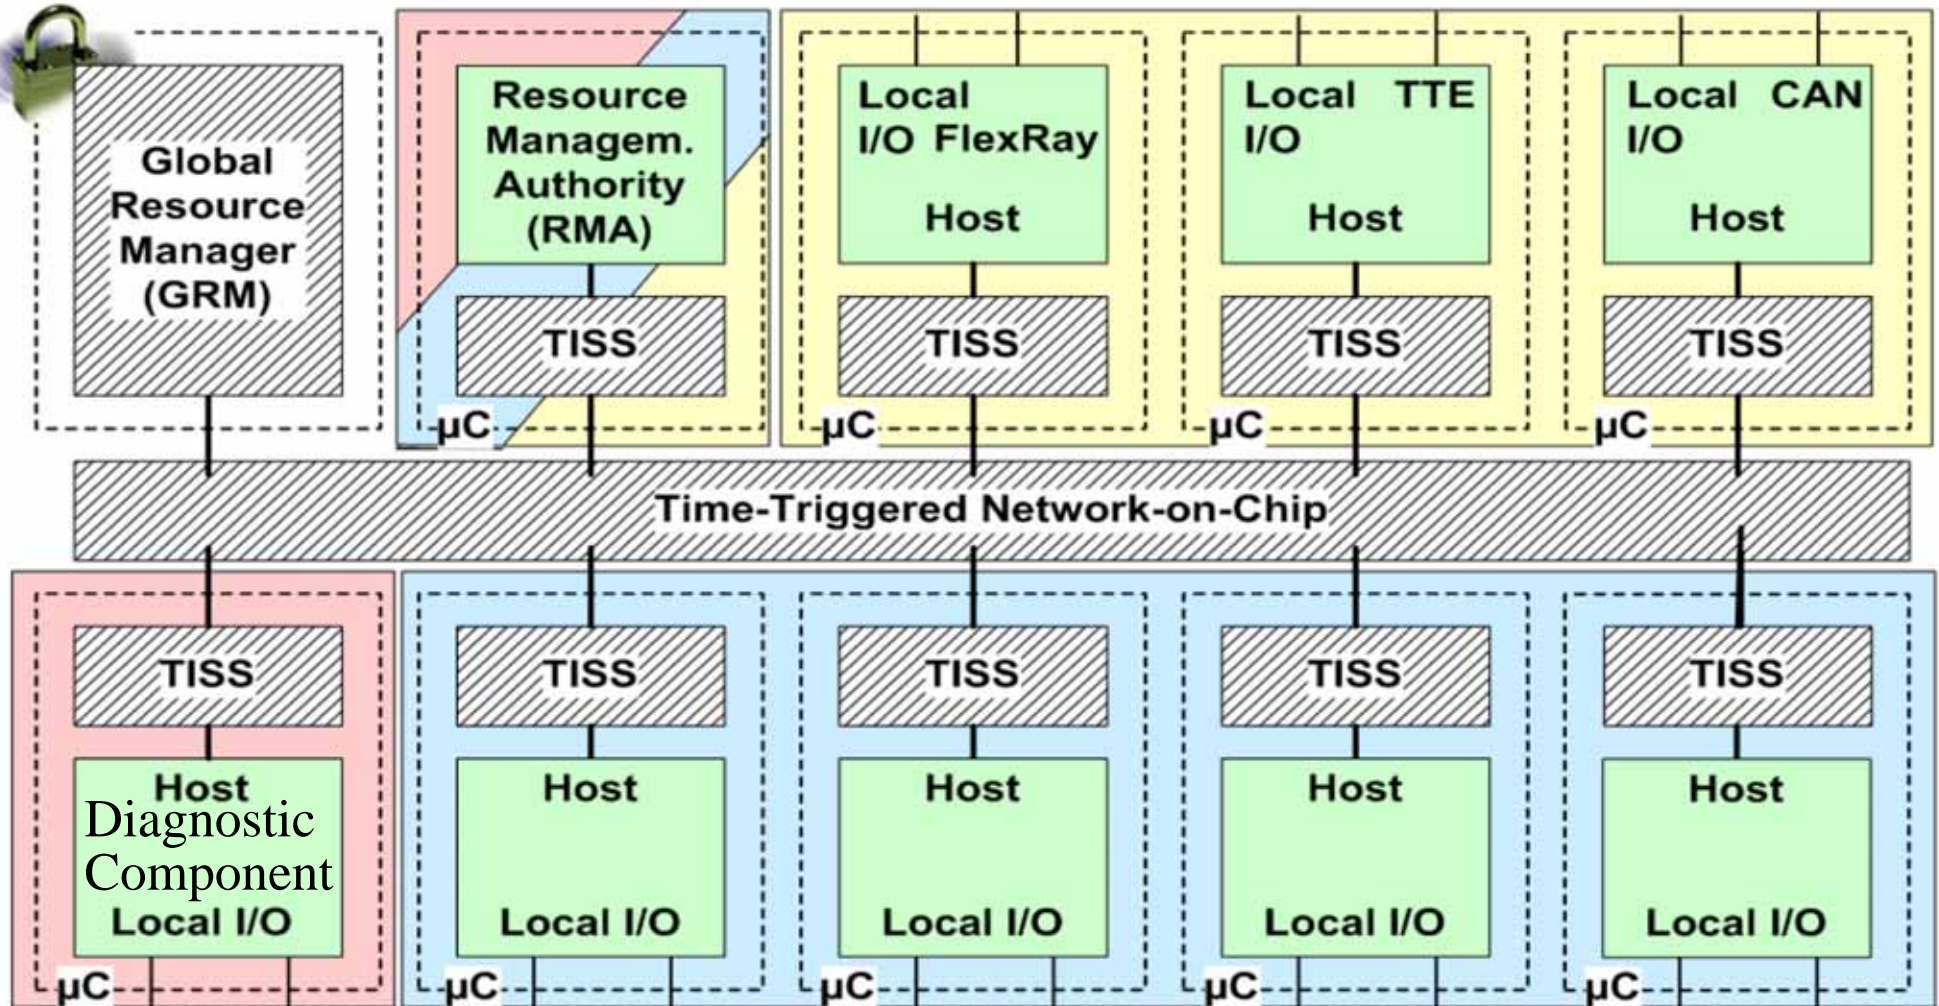 Global
Resource
Manager
(GRM)
Resource
Managem.
Authority
(RMA)
TISS
µC
Local
I/O FlexRay
Host
TISS
µC
Local TTE
I/O
Host
TISS
µC
Local CAN
I/O
Host
TISS
µC
Time-Triggered Network-on-Chip
TISS
Host
Diagnostic
Component
Local I/O
µC
TISS
Host
Local I/O
µC
TISS
Host
Local I/O
µC
TISS
Host
Local I/O
µC
TISS
Host
Local I/O
µC